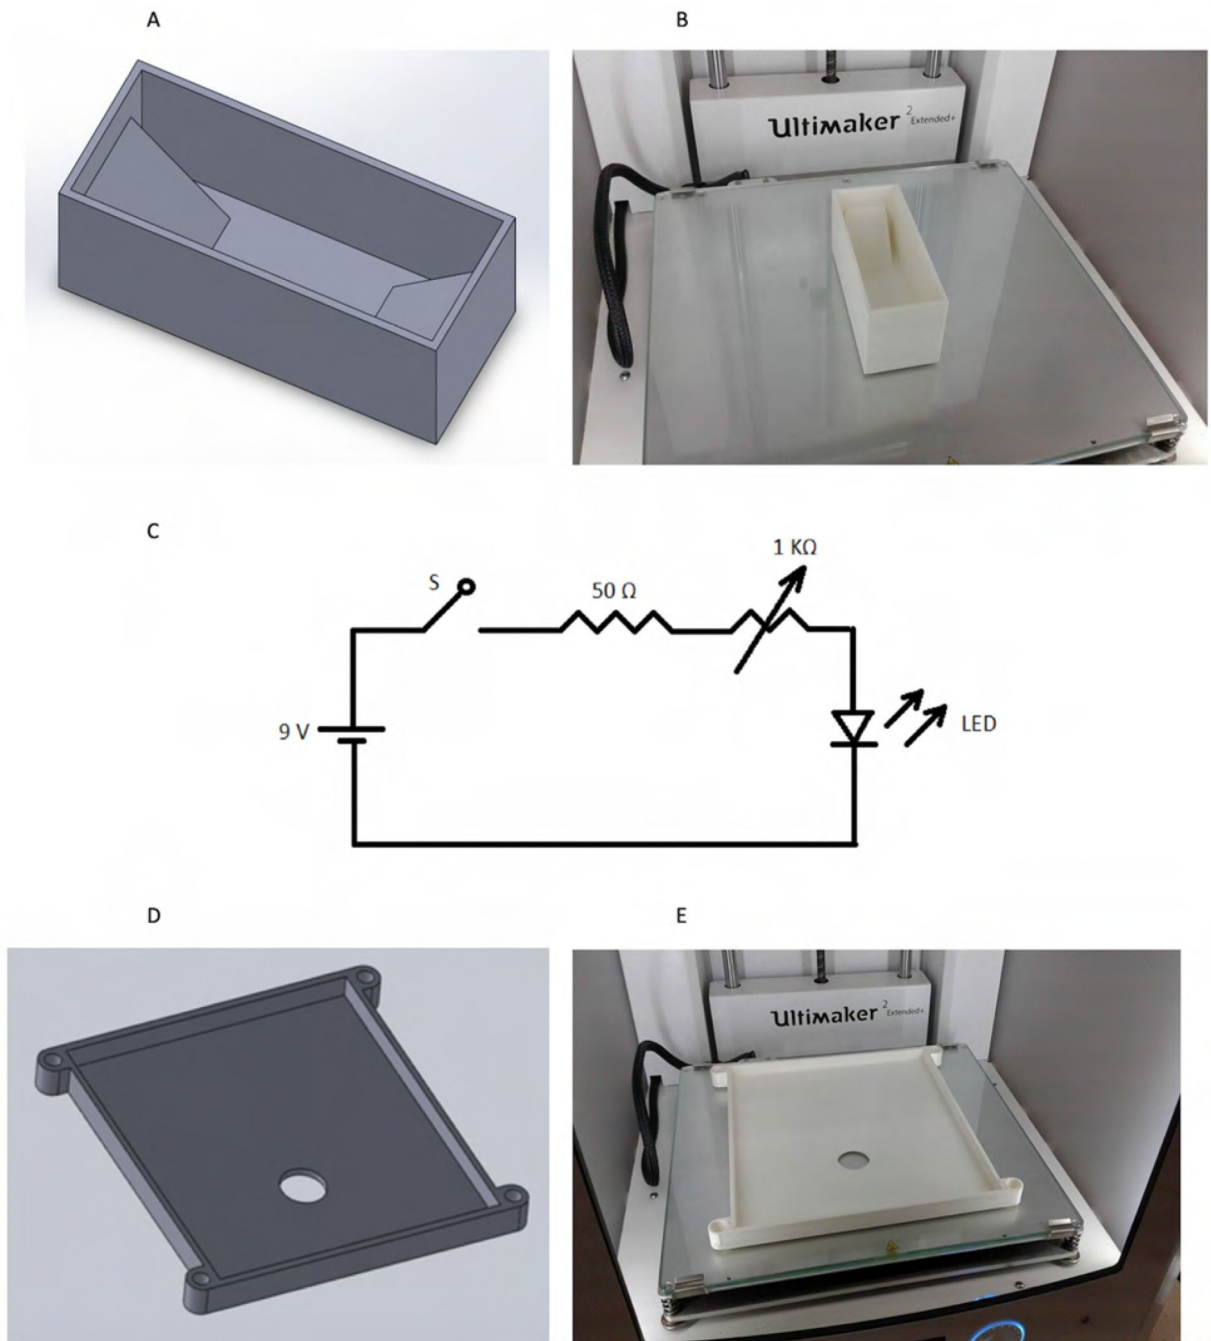 A
B
Ultimaker 2 Extended+
C
S
50 Ω
1 KΩ
9 V
LED
D
E
Ultimaker 2 Extended+